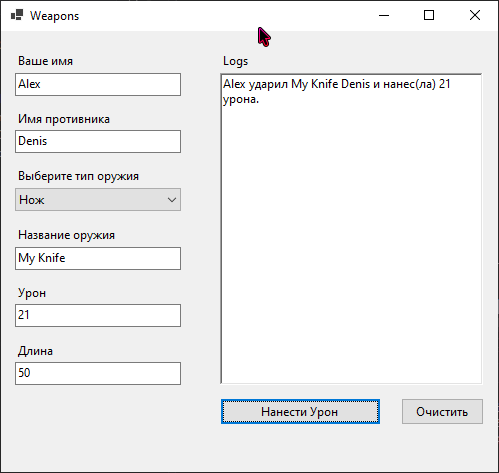 Weapons
Ваше имя
Alex
Имя противника
Denis
Выберите тип оружия
Нож
Название оружия
My Knife
Урон
21
Длина
50
Logs
Alex ударил My Knife Denis и нанес(ла) 21
урона.
Нанести Урон
Очистить